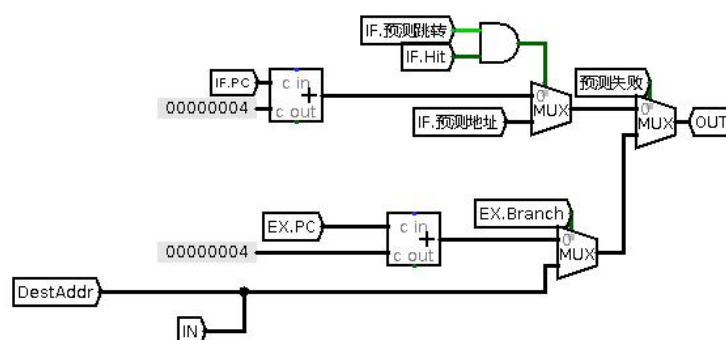 IF.预测跳转
IF.Hit
IF.PC
c in
+
00000004
c out
0
MUX
IF.预测地址
预测失败
0
MUX
OUT
EX.PC
c in
+
00000004
c out
EX.Branch
0
MUX
DestAddr
IN